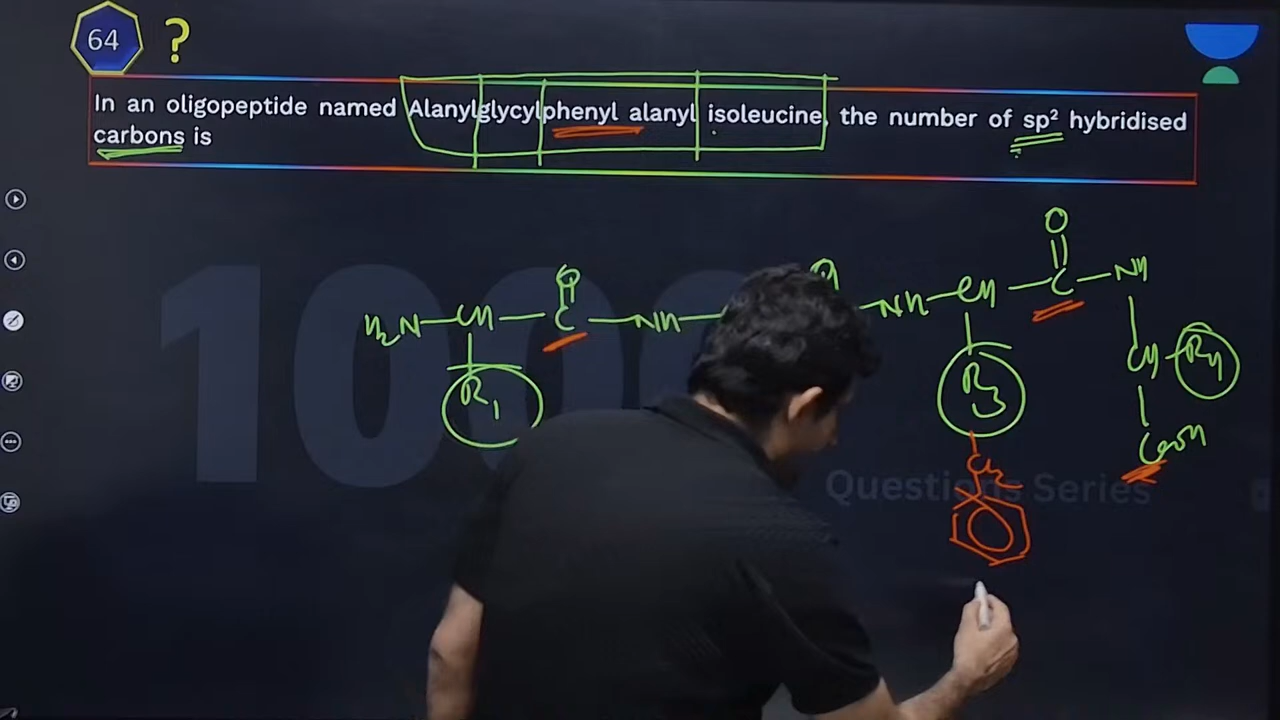 64 ?
In an oligopeptide named Alanylglycylphenyl alanyl isoleucine, the number of sp² hybridised
carbons is
O
O
H₂N-CH-C-NH- -NH-CH-C-NH
R₁
R₃
CH-R₄
COOH
CH₂
100
Questions Series